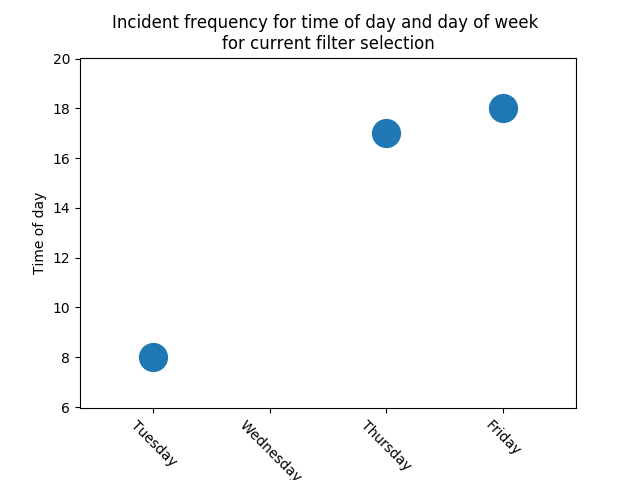 Incident frequency for time of day and day of week
for current filter selection
Time of day
20
18
16
14
12
10
8
6
Tuesday
Wednesday
Thursday
Friday